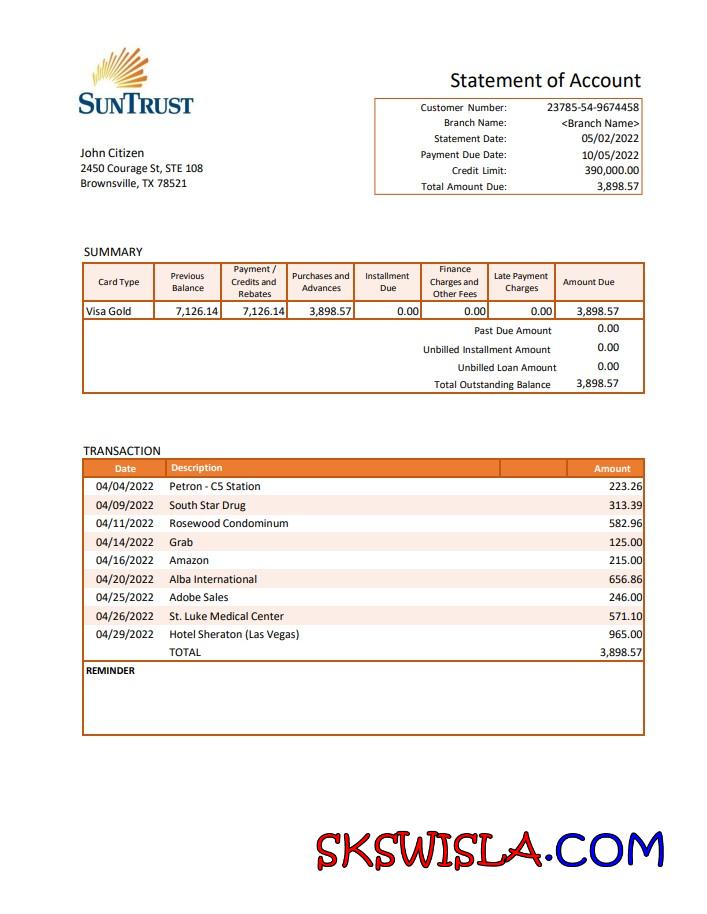 SUNTRUST
Statement of Account
Customer Number: 23785-54-9674458
Branch Name: <Branch Name>
Statement Date: 05/02/2022
Payment Due Date: 10/05/2022
Credit Limit: 390,000.00
Total Amount Due: 3,898.57
John Citizen
2450 Courage St, STE 108
Brownsville, TX 78521
SUMMARY
Card Type Previous Balance Payment / Credits and Rebates Purchases and Advances Installment Due Finance Charges and Other Fees Late Payment Charges Amount Due
Visa Gold 7,126.14 7,126.14 3,898.57 0.00 0.00 0.00 3,898.57
Past Due Amount 0.00
Unbilled Installment Amount 0.00
Unbilled Loan Amount 0.00
Total Outstanding Balance 3,898.57
TRANSACTION
Date Description Amount
04/04/2022 Petron - C5 Station 223.26
04/09/2022 South Star Drug 313.39
04/11/2022 Rosewood Condominum 582.96
04/14/2022 Grab 125.00
04/16/2022 Amazon 215.00
04/20/2022 Alba International 656.86
04/25/2022 Adobe Sales 246.00
04/26/2022 St. Luke Medical Center 571.10
04/29/2022 Hotel Sheraton (Las Vegas) 965.00
TOTAL 3,898.57
REMINDER
SKSWISLA.COM